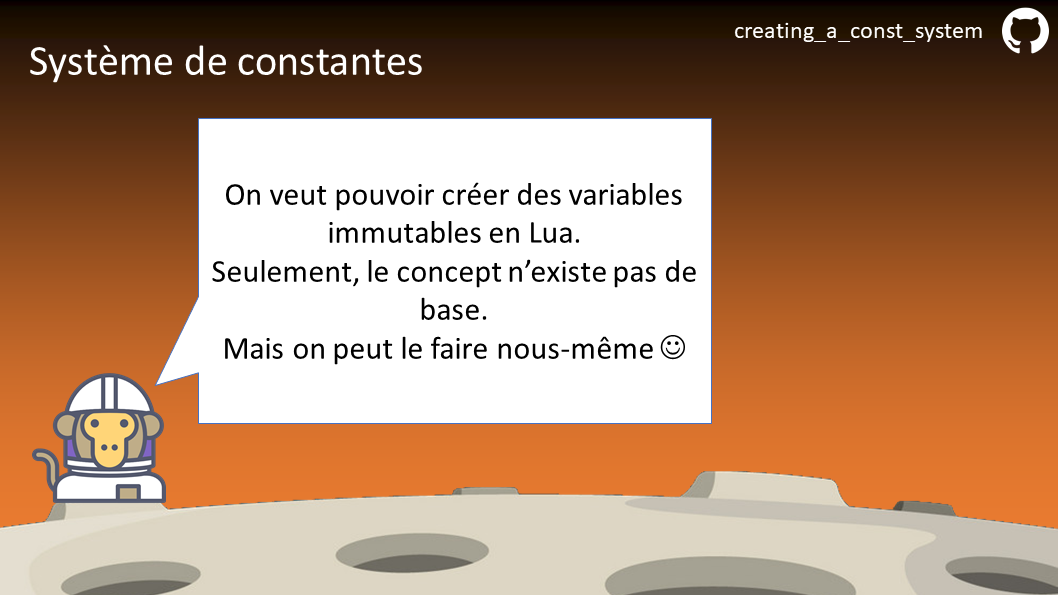 creating_a_const_system
Système de constantes
On veut pouvoir créer des variables
immutables en Lua.
Seulement, le concept n’existe pas de
base.
Mais on peut le faire nous-même ☺